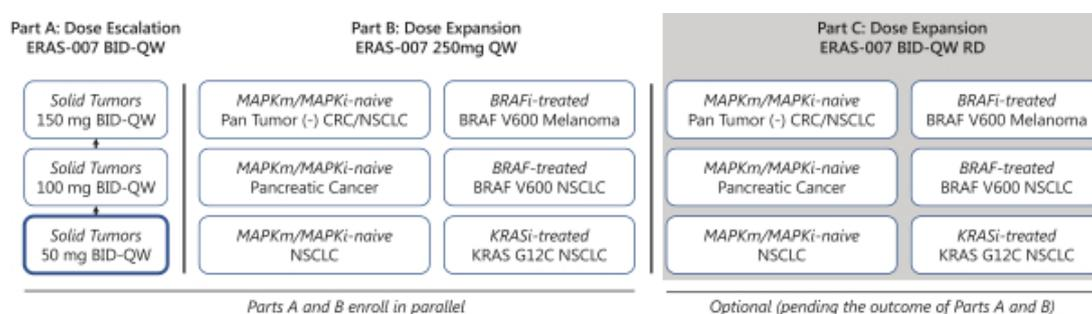 Part A: Dose Escalation
ERAS-007 BID-QW
Solid Tumors
150 mg BID-QW
Solid Tumors
100 mg BID-QW
Solid Tumors
50 mg BID-QW
Part B: Dose Expansion
ERAS-007 250mg QW
MAPKm/MAPKi-naive
Pan Tumor (-) CRC/NSCLC
BRAFi-treated
BRAF V600 Melanoma
MAPKm/MAPKi-naive
Pancreatic Cancer
BRAF-treated
BRAF V600 NSCLC
MAPKm/MAPKi-naive
NSCLC
KRASi-treated
KRAS G12C NSCLC
Parts A and B enroll in parallel
Part C: Dose Expansion
ERAS-007 BID-QW RD
MAPKm/MAPKi-naive
Pan Tumor (-) CRC/NSCLC
BRAFi-treated
BRAF V600 Melanoma
MAPKm/MAPKi-naive
Pancreatic Cancer
BRAF-treated
BRAF V600 NSCLC
MAPKm/MAPKi-naive
NSCLC
KRASi-treated
KRAS G12C NSCLC
Optional (pending the outcome of Parts A and B)